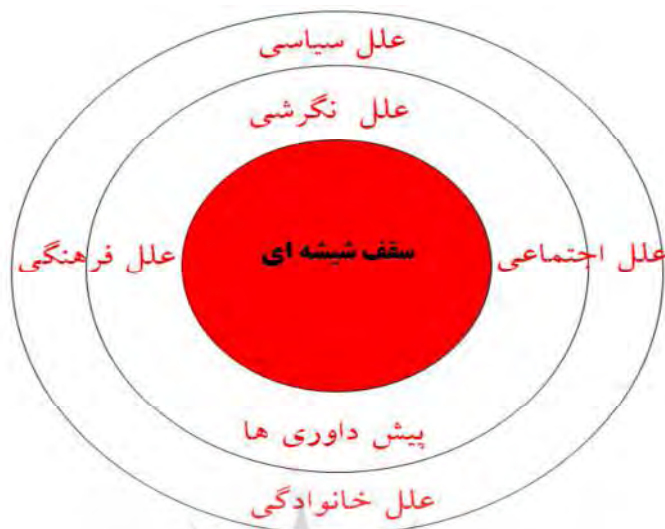 علل سیاسی
علل نگرشی
سقف شیشه ای
علل اجتماعی
علل فرهنگی
پیش داوری ها
علل خانوادگی